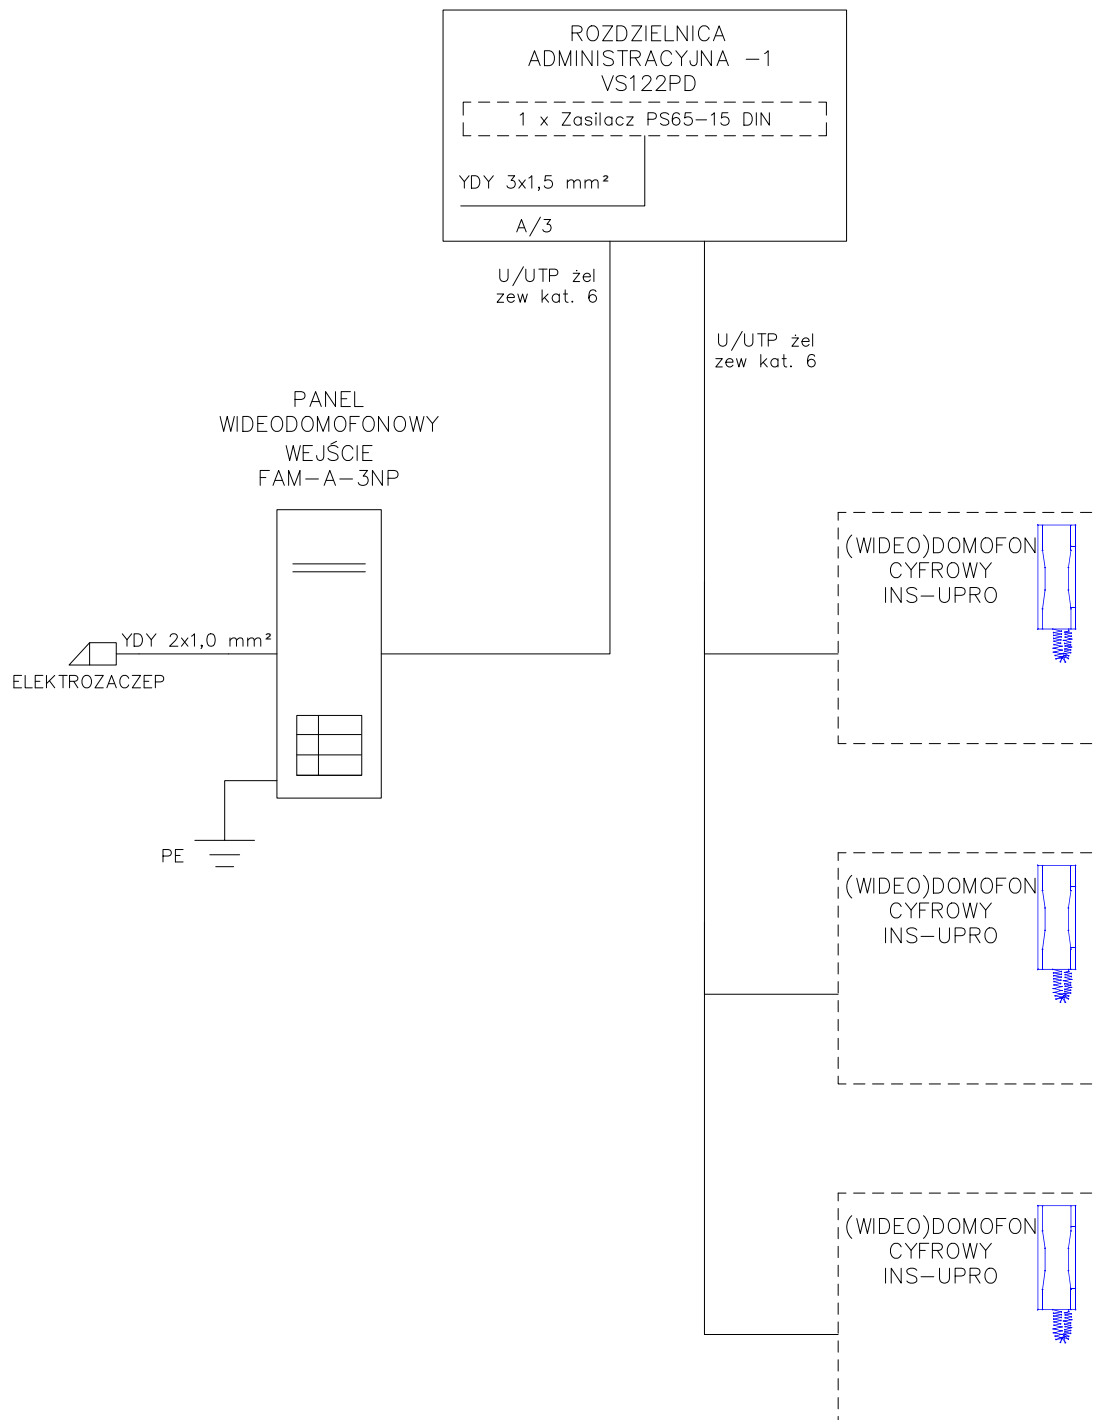 ROZDZIELNICA
ADMINISTRACYJNA -1
VS122PD
1 x Zasilacz PS65-15 DIN
YDY 3x1,5 mm²
A/3
U/UTP żel
zew kat. 6
U/UTP żel
zew kat. 6
PANEL
WIDEODOMOFONOWY
WEJŚCIE
FAM-A-3NP
YDY 2x1,0 mm²
ELEKTROZACZEP
PE
(WIDEO)DOMOFON
CYFROWY
INS-UPRO
(WIDEO)DOMOFON
CYFROWY
INS-UPRO
(WIDEO)DOMOFON
CYFROWY
INS-UPRO